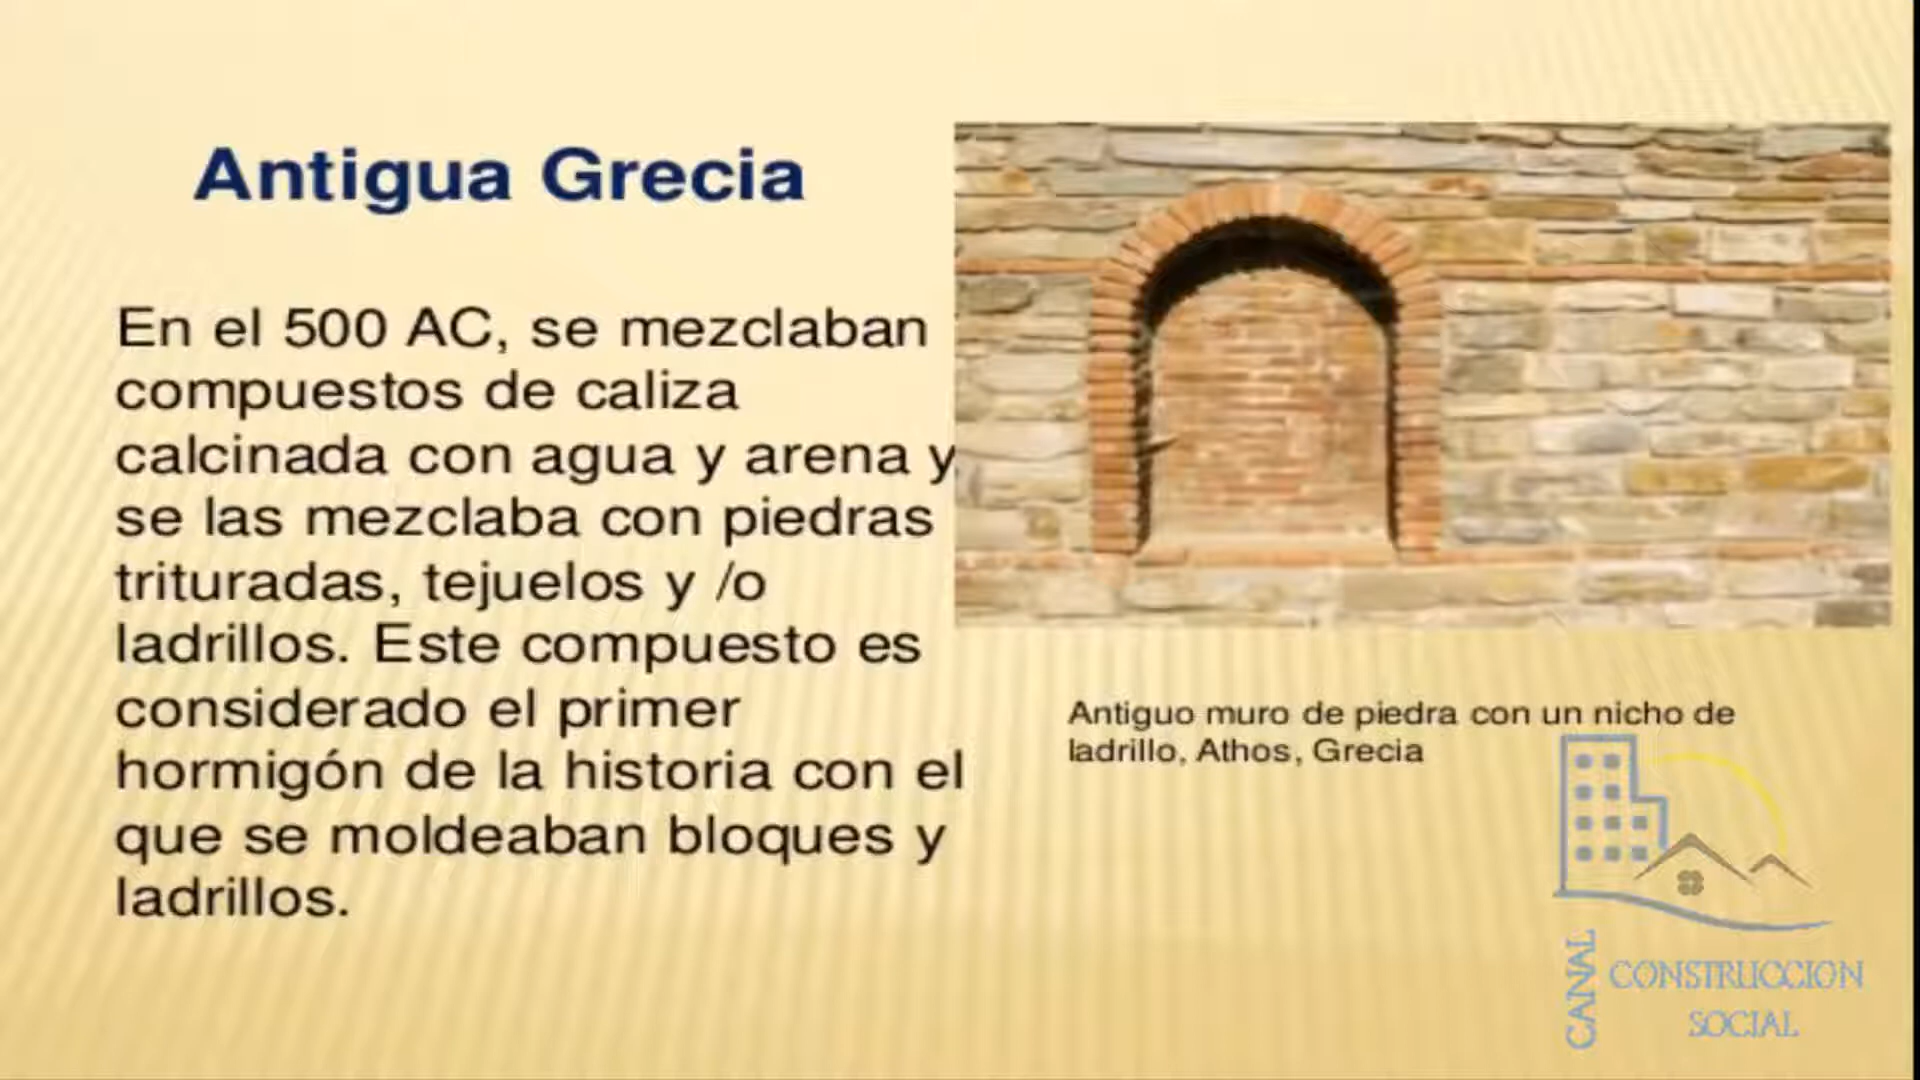 Antigua Grecia
En el 500 AC, se mezclaban
compuestos de caliza
calcinada con agua y arena y
se las mezclaba con piedras
trituradas, tejuelos y /o
ladrillos. Este compuesto es
considerado el primer
hormigón de la historia con el
que se moldeaban bloques y
ladrillos.
Antiguo muro de piedra con un nicho de
ladrillo, Athos, Grecia
CANAL
CONSTRUCCION
SOCIAL